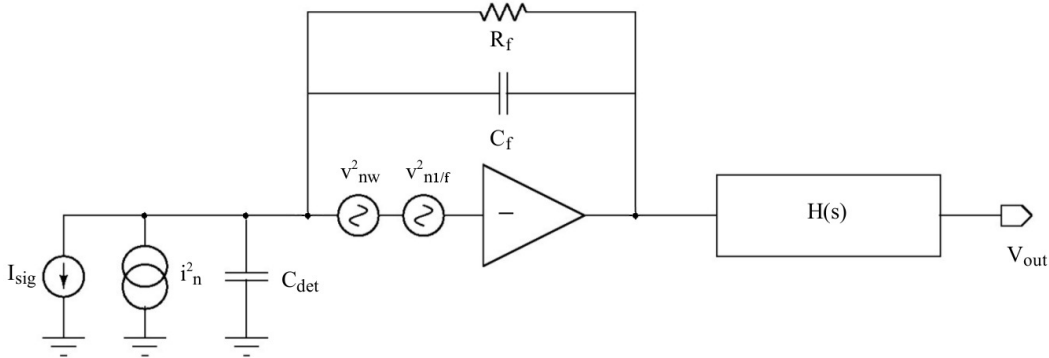 R_f
C_f
v²_nw
v²_n1/f
−
H(s)
I_sig
i²_n
C_det
V_out